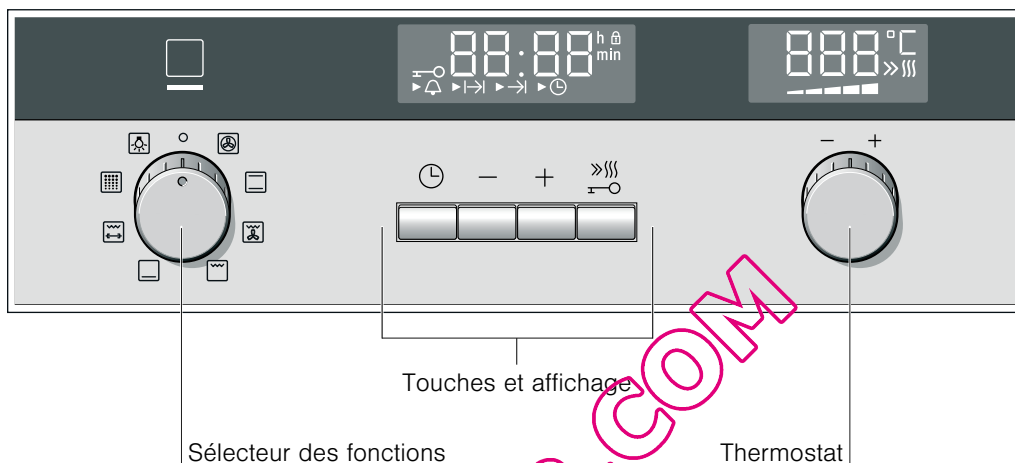 88:88 h
min
888 °C
− +
− +
Touches et affichage
.COM
Sélecteur des fonctions
Thermostat